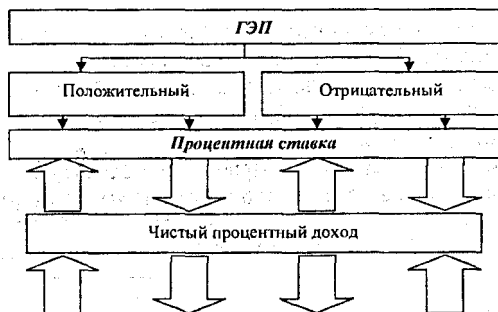 ГЭП
Положительный
Отрицательный
Процентная ставка
Чистый процентный доход